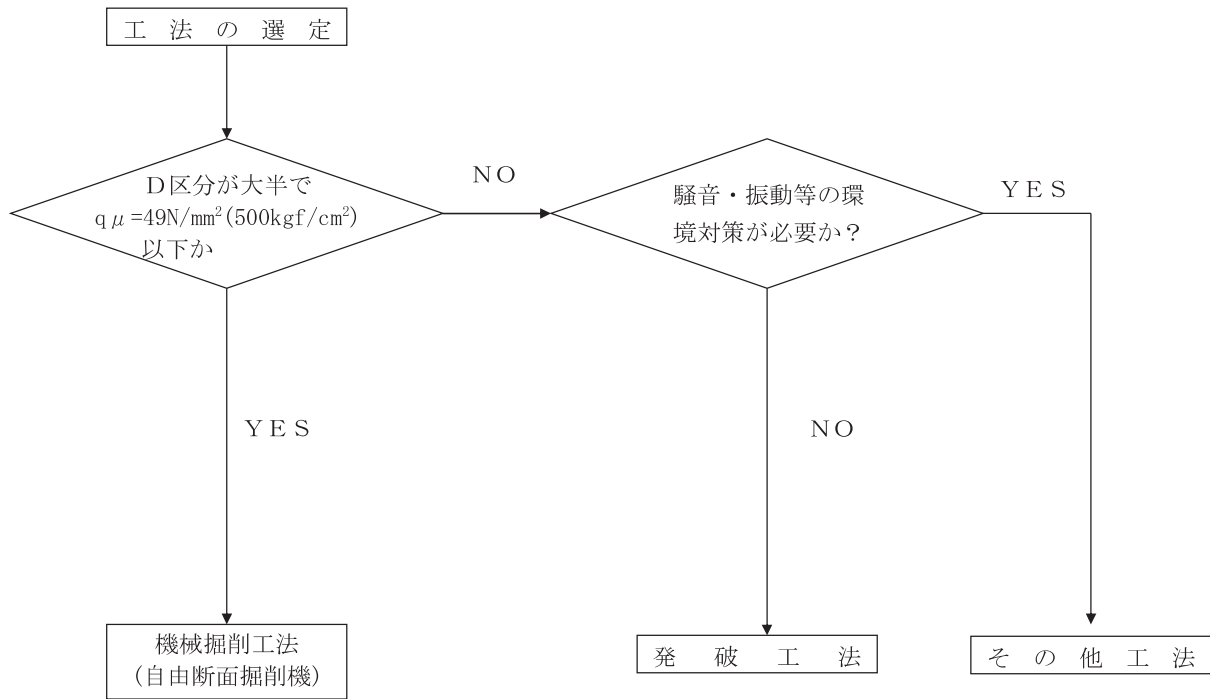 工法の選定
D区分が大半で
qμ=49N/mm²(500kgf/cm²)
以下か
NO
騒音・振動等の環
境対策が必要か？
YES
YES
NO
機械掘削工法
(自由断面掘削機)
発破工法
その他工法